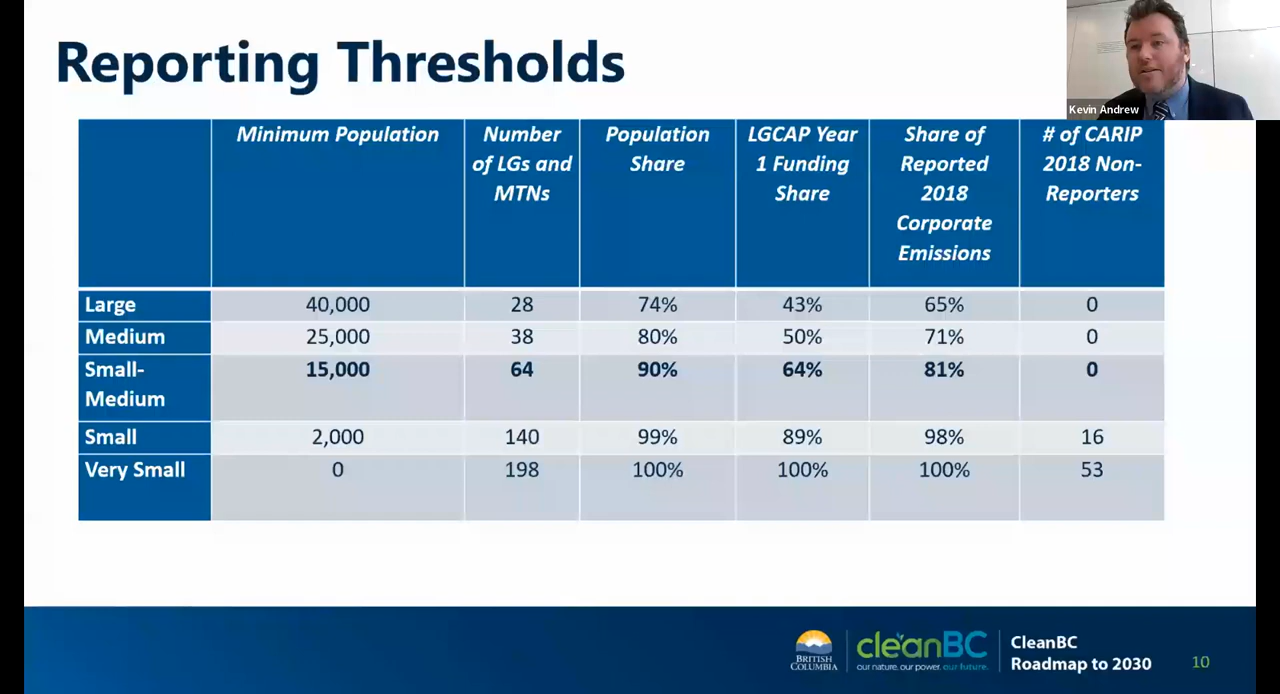 Reporting Thresholds
Kevin Andrew
Minimum Population
Number
of LGs and
MTNs
Population
Share
LGCAP Year
1 Funding
Share
Share of
Reported
2018
Corporate
Emissions
# of CARIP
2018 Non-
Reporters
Large 40,000 28 74% 43% 65% 0
Medium 25,000 38 80% 50% 71% 0
Small-
Medium 15,000 64 90% 64% 81% 0
Small 2,000 140 99% 89% 98% 16
Very Small 0 198 100% 100% 100% 53
BRITISH
COLUMBIA
cleanBC
our nature. our power. our future.
CleanBC
Roadmap to 2030
10